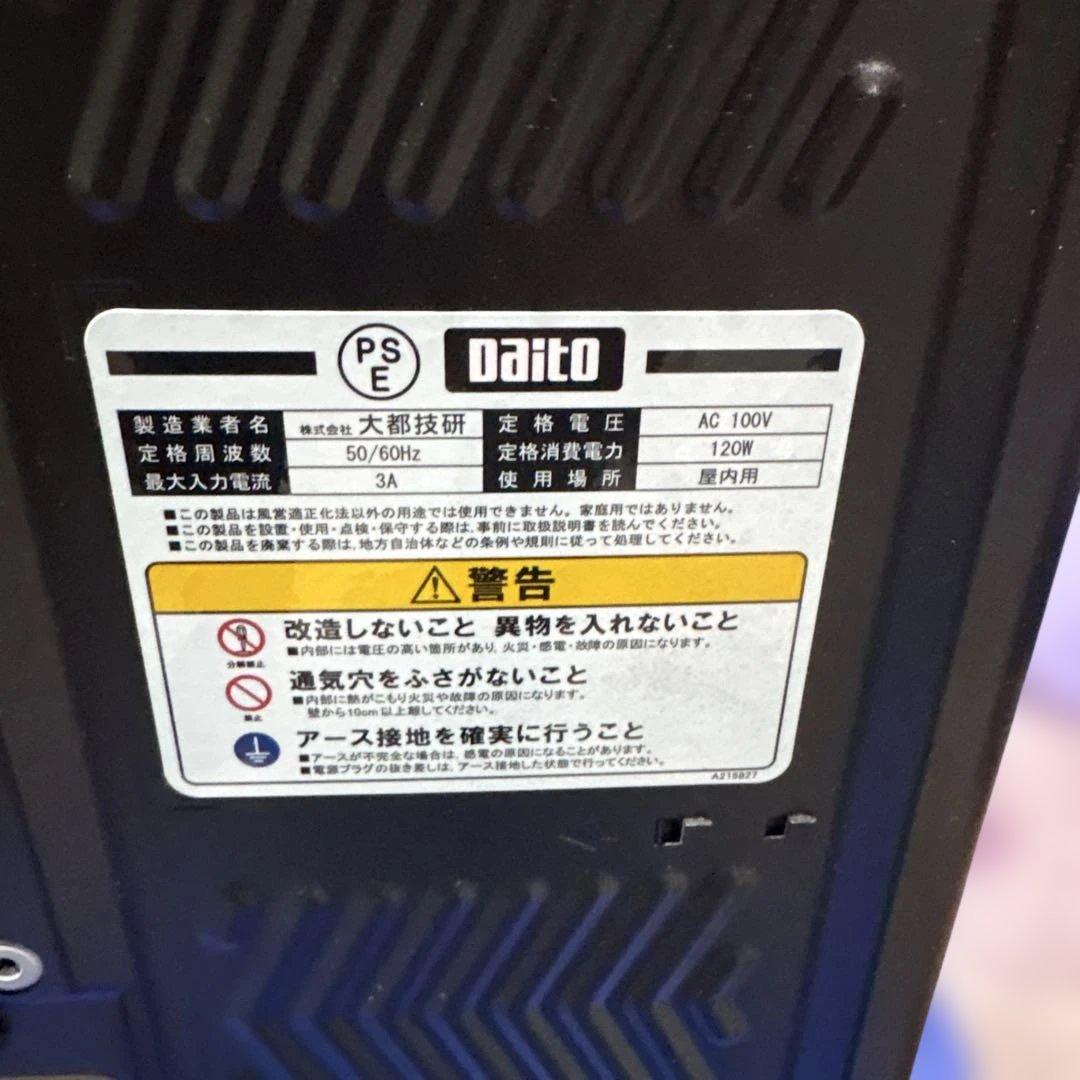 PSE Daito
製造業者名 株式会社 大都技研 定格電圧 AC 100V
定格周波数 50/60Hz 定格消費電力 120W
最大入力電流 3A 使用場所 屋内用
■この製品は風営適正化法以外の用途では使用できません。家庭用ではありません。
■この製品を設置・使用・点検・保守する際は、事前に取扱説明書を読んでください。
■この製品を廃棄する際は、地方自治体などの条例や規則に従って処理してください。
警告
改造しないこと 異物を入れないこと
■内部には電圧の高い箇所があり、火災・感電・故障の原因になります。
分解禁止
通気穴をふさがないこと
■内部に熱がこもり火災や故障の原因になります。
壁から10cm以上離してください。
禁止
アース接地を確実に行うこと
■アースが不完全な場合は、感電の原因になることがあります。
■電源プラグの抜き差しは、アース接地した状態で行ってください。
A215827